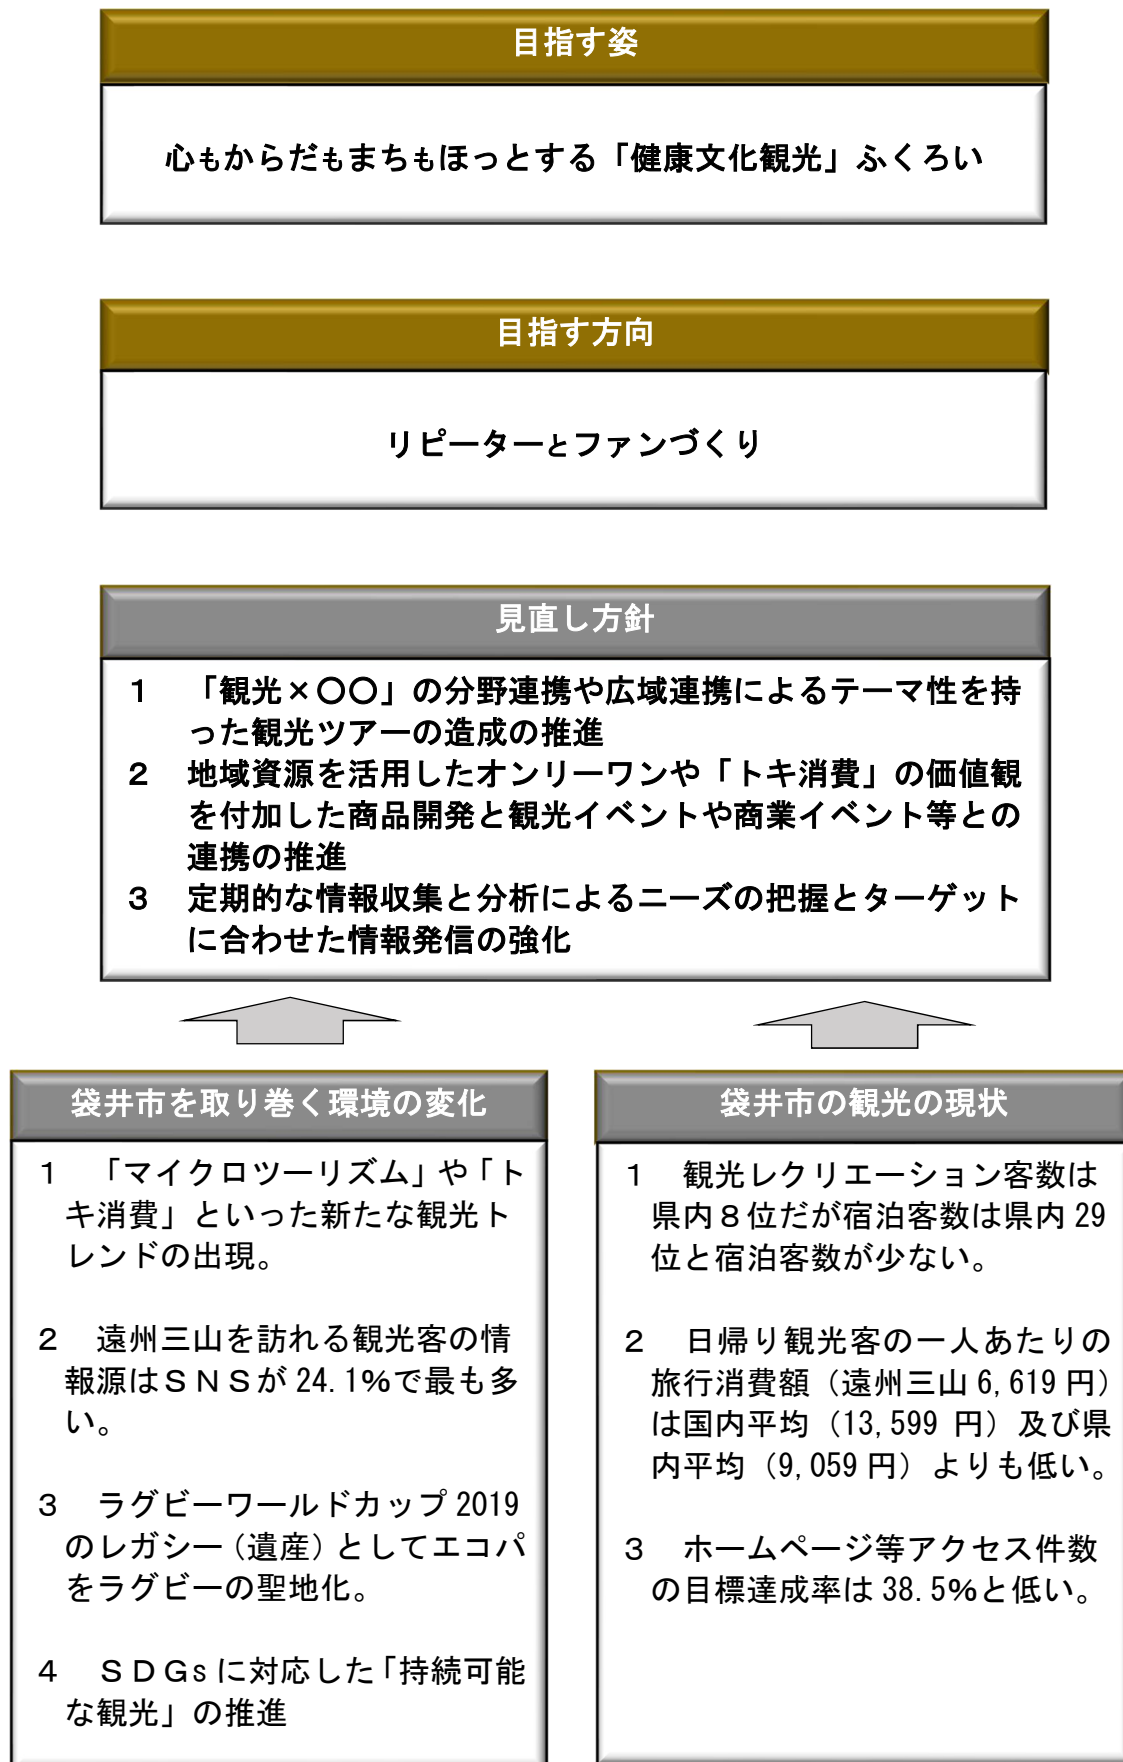 目指す姿
心もからだもまちもほっとする「健康文化観光」ふくろい
目指す方向
リピーターとファンづくり
見直し方針
１　「観光×〇〇」の分野連携や広域連携によるテーマ性を持
った観光ツアーの造成の推進
２　地域資源を活用したオンリーワンや「トキ消費」の価値観
を付加した商品開発と観光イベントや商業イベント等との
連携の推進
３　定期的な情報収集と分析によるニーズの把握とターゲット
に合わせた情報発信の強化
袋井市を取り巻く環境の変化
１　「マイクロツーリズム」や「ト
キ消費」といった新たな観光ト
レンドの出現。
２　遠州三山を訪れる観光客の情
報源はＳＮＳが 24.1%で最も多
い。
３　ラグビーワールドカップ 2019
のレガシー（遺産）としてエコパ
をラグビーの聖地化。
４　ＳＤＧｓに対応した「持続可能
な観光」の推進
袋井市の観光の現状
１　観光レクリエーション客数は
県内８位だが宿泊客数は県内 29
位と宿泊客数が少ない。
２　日帰り観光客の一人あたりの
旅行消費額（遠州三山 6,619 円）
は国内平均（13,599 円）及び県
内平均（9,059 円）よりも低い。
３　ホームページ等アクセス件数
の目標達成率は 38.5%と低い。